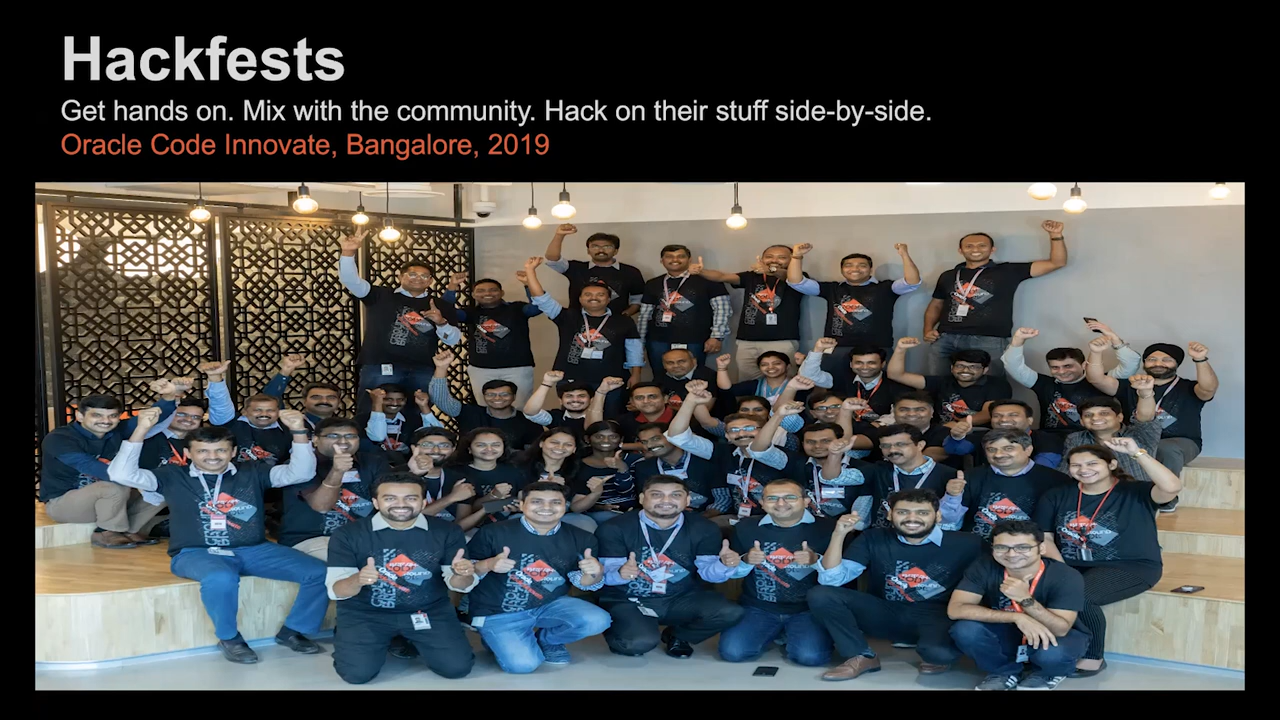 Hackfests
Get hands on. Mix with the community. Hack on their stuff side-by-side.
Oracle Code Innovate, Bangalore, 2019